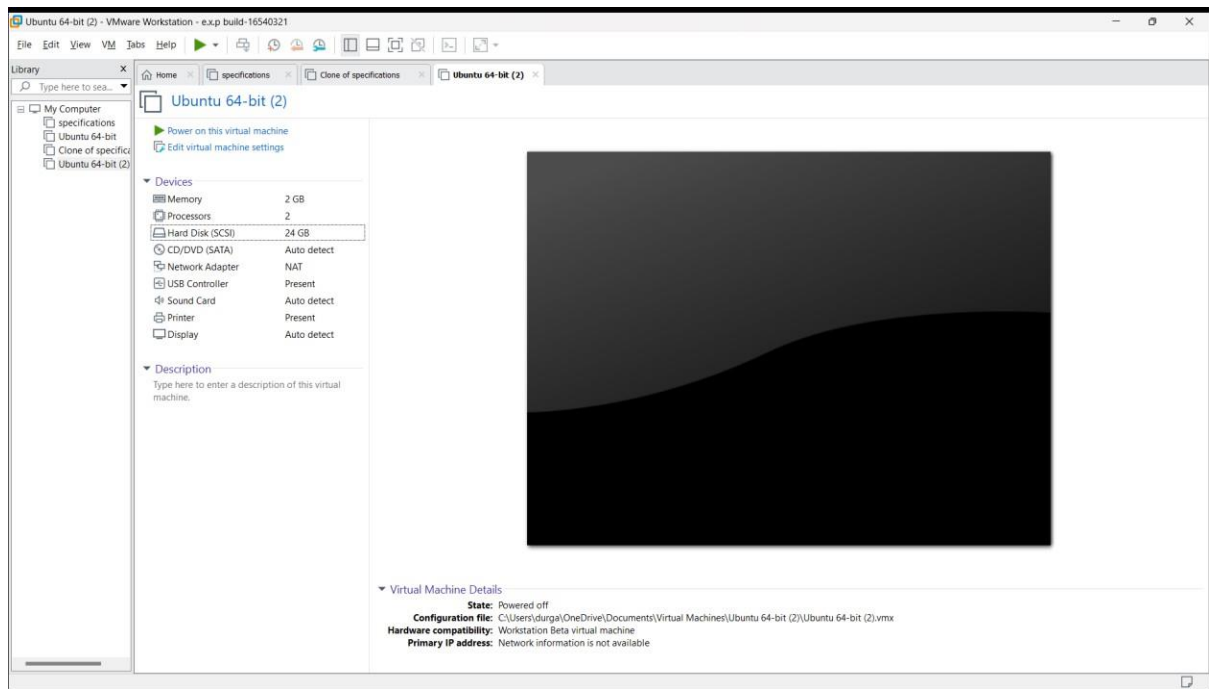 Ubuntu 64-bit (2) - VMware Workstation - e.x.p build-16540321
File Edit View VM Tabs Help
Library X
Type here to sea...
My Computer
specifications
Ubuntu 64-bit
Clone of specifica
Ubuntu 64-bit (2)
Home specifications Clone of specifications Ubuntu 64-bit (2)
Ubuntu 64-bit (2)
Power on this virtual machine
Edit virtual machine settings
Devices
Memory 2 GB
Processors 2
Hard Disk (SCSI) 24 GB
CD/DVD (SATA) Auto detect
Network Adapter NAT
USB Controller Present
Sound Card Auto detect
Printer Present
Display Auto detect
Description
Type here to enter a description of this virtual
machine.
Virtual Machine Details
State: Powered off
Configuration file: C:\Users\durga\OneDrive\Documents\Virtual Machines\Ubuntu 64-bit (2)\Ubuntu 64-bit (2).vmx
Hardware compatibility: Workstation Beta virtual machine
Primary IP address: Network information is not available